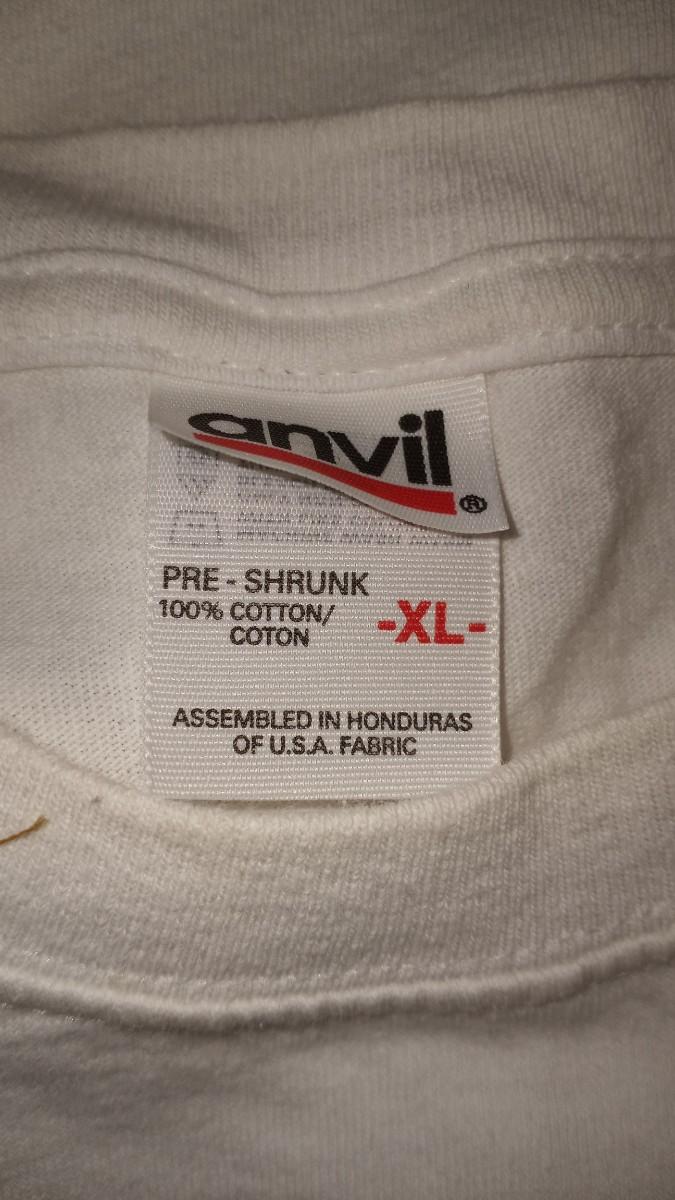 anvil
®
PRE - SHRUNK
100% COTTON/
COTON
-XL-
ASSEMBLED IN HONDURAS
OF U.S.A. FABRIC